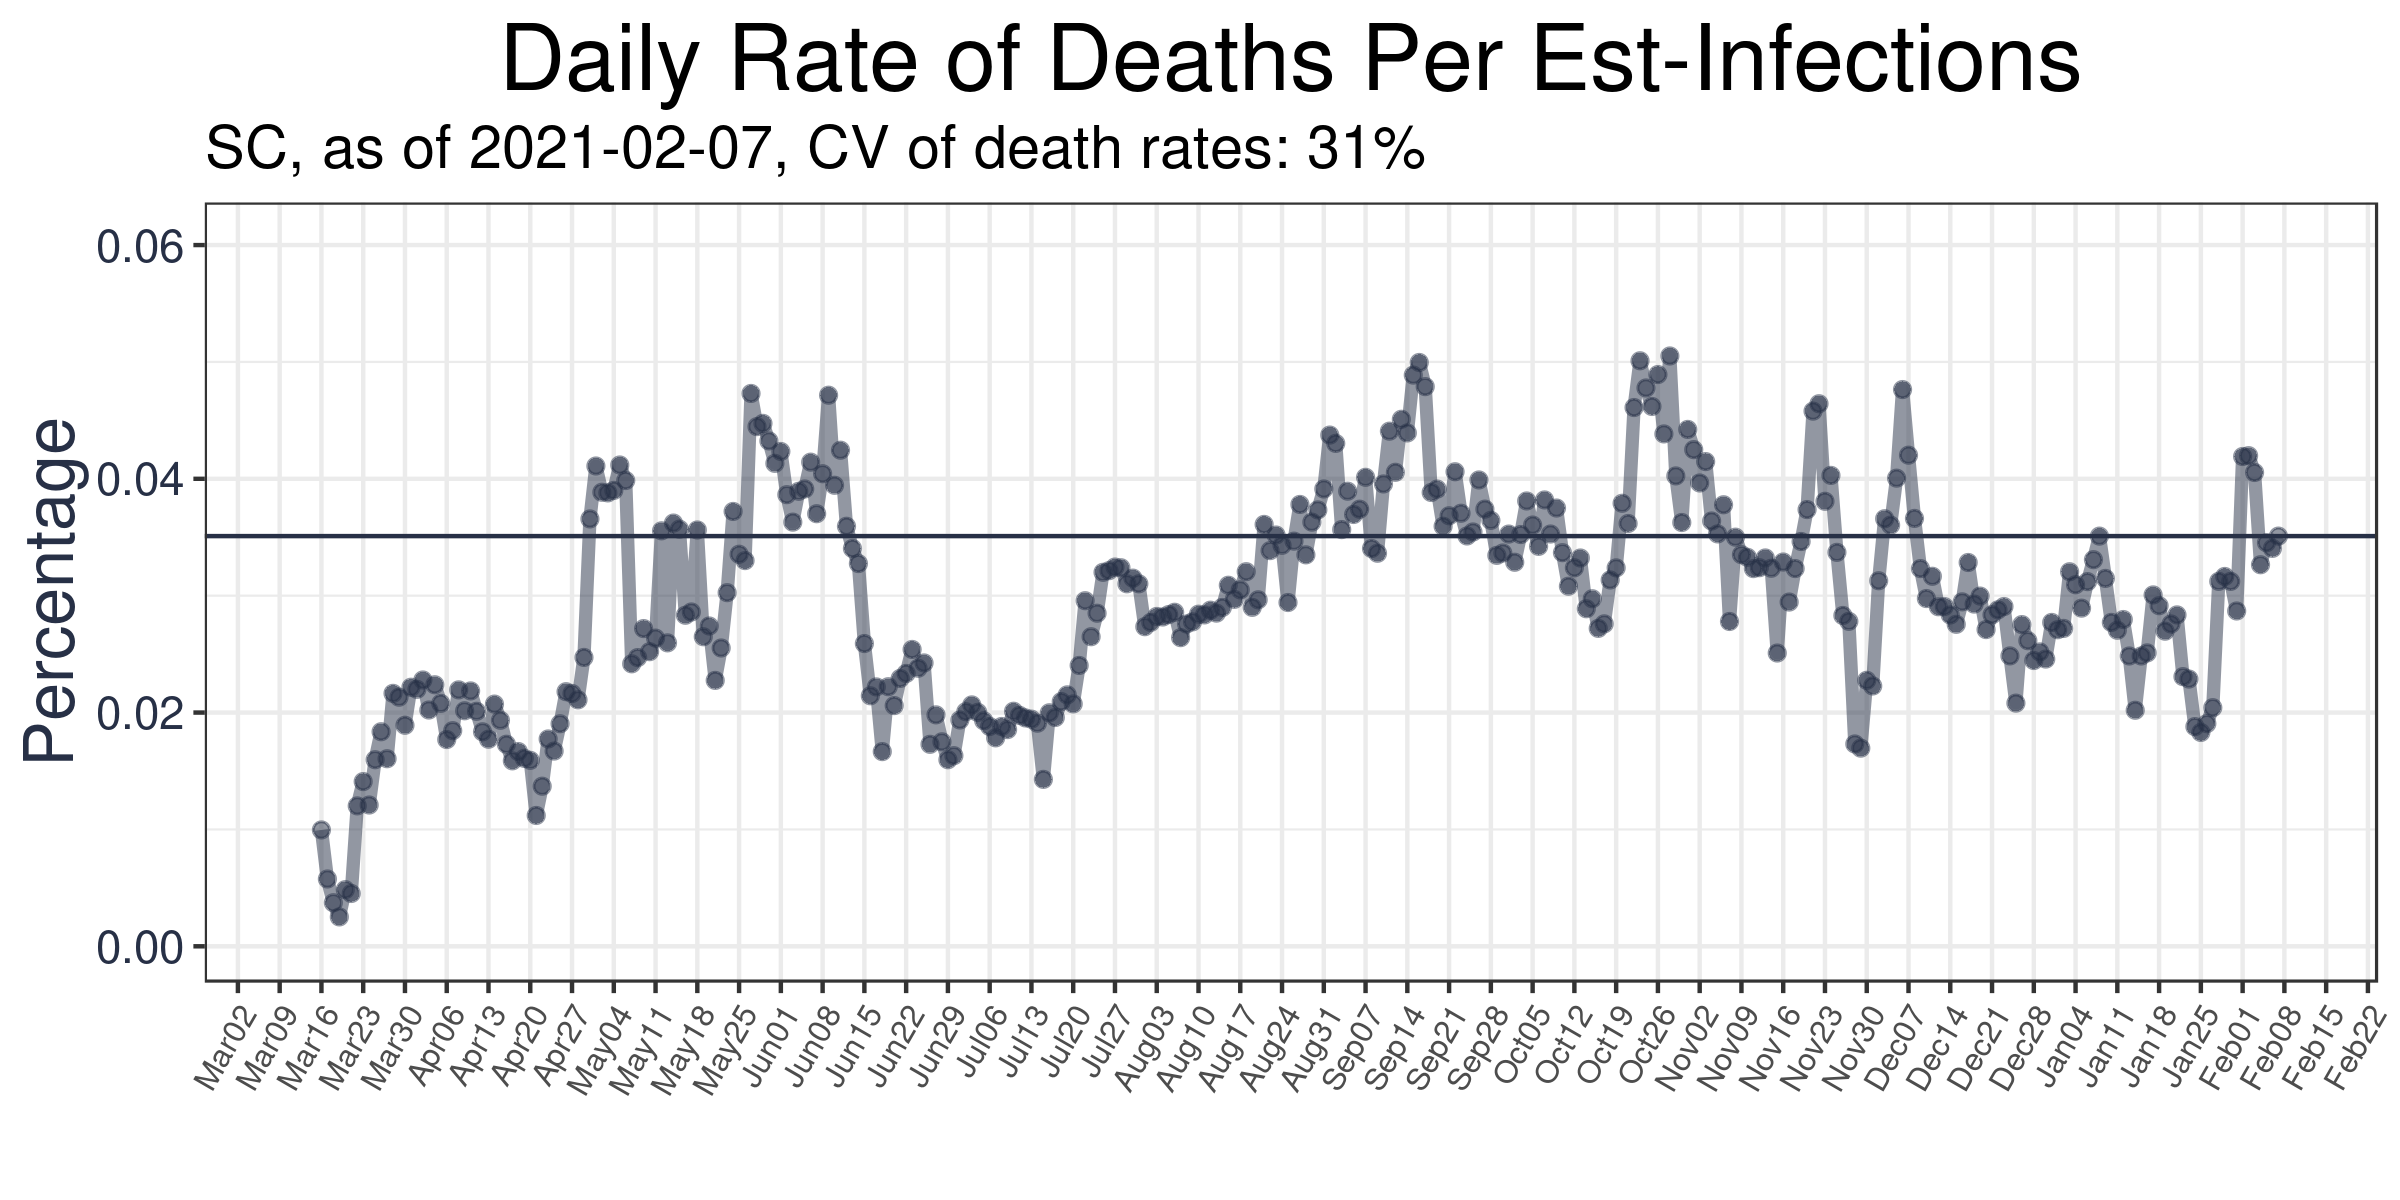 Daily Rate of Deaths Per Est-Infections
SC, as of 2021-02-07, CV of death rates: 31%
Percentage
0.06
0.04
0.02
0.00
Mar02 Mar09 Mar16 Mar23 Mar30 Apr06 Apr13 Apr20 Apr27 May04 May11 May18 May25 Jun01 Jun08 Jun15 Jun22 Jun29 Jul06 Jul13 Jul20 Jul27 Aug03 Aug10 Aug17 Aug24 Aug31 Sep07 Sep14 Sep21 Sep28 Oct05 Oct12 Oct19 Oct26 Nov02 Nov09 Nov16 Nov23 Nov30 Dec07 Dec14 Dec21 Dec28 Jan04 Jan11 Jan18 Jan25 Feb01 Feb08 Feb15 Feb22